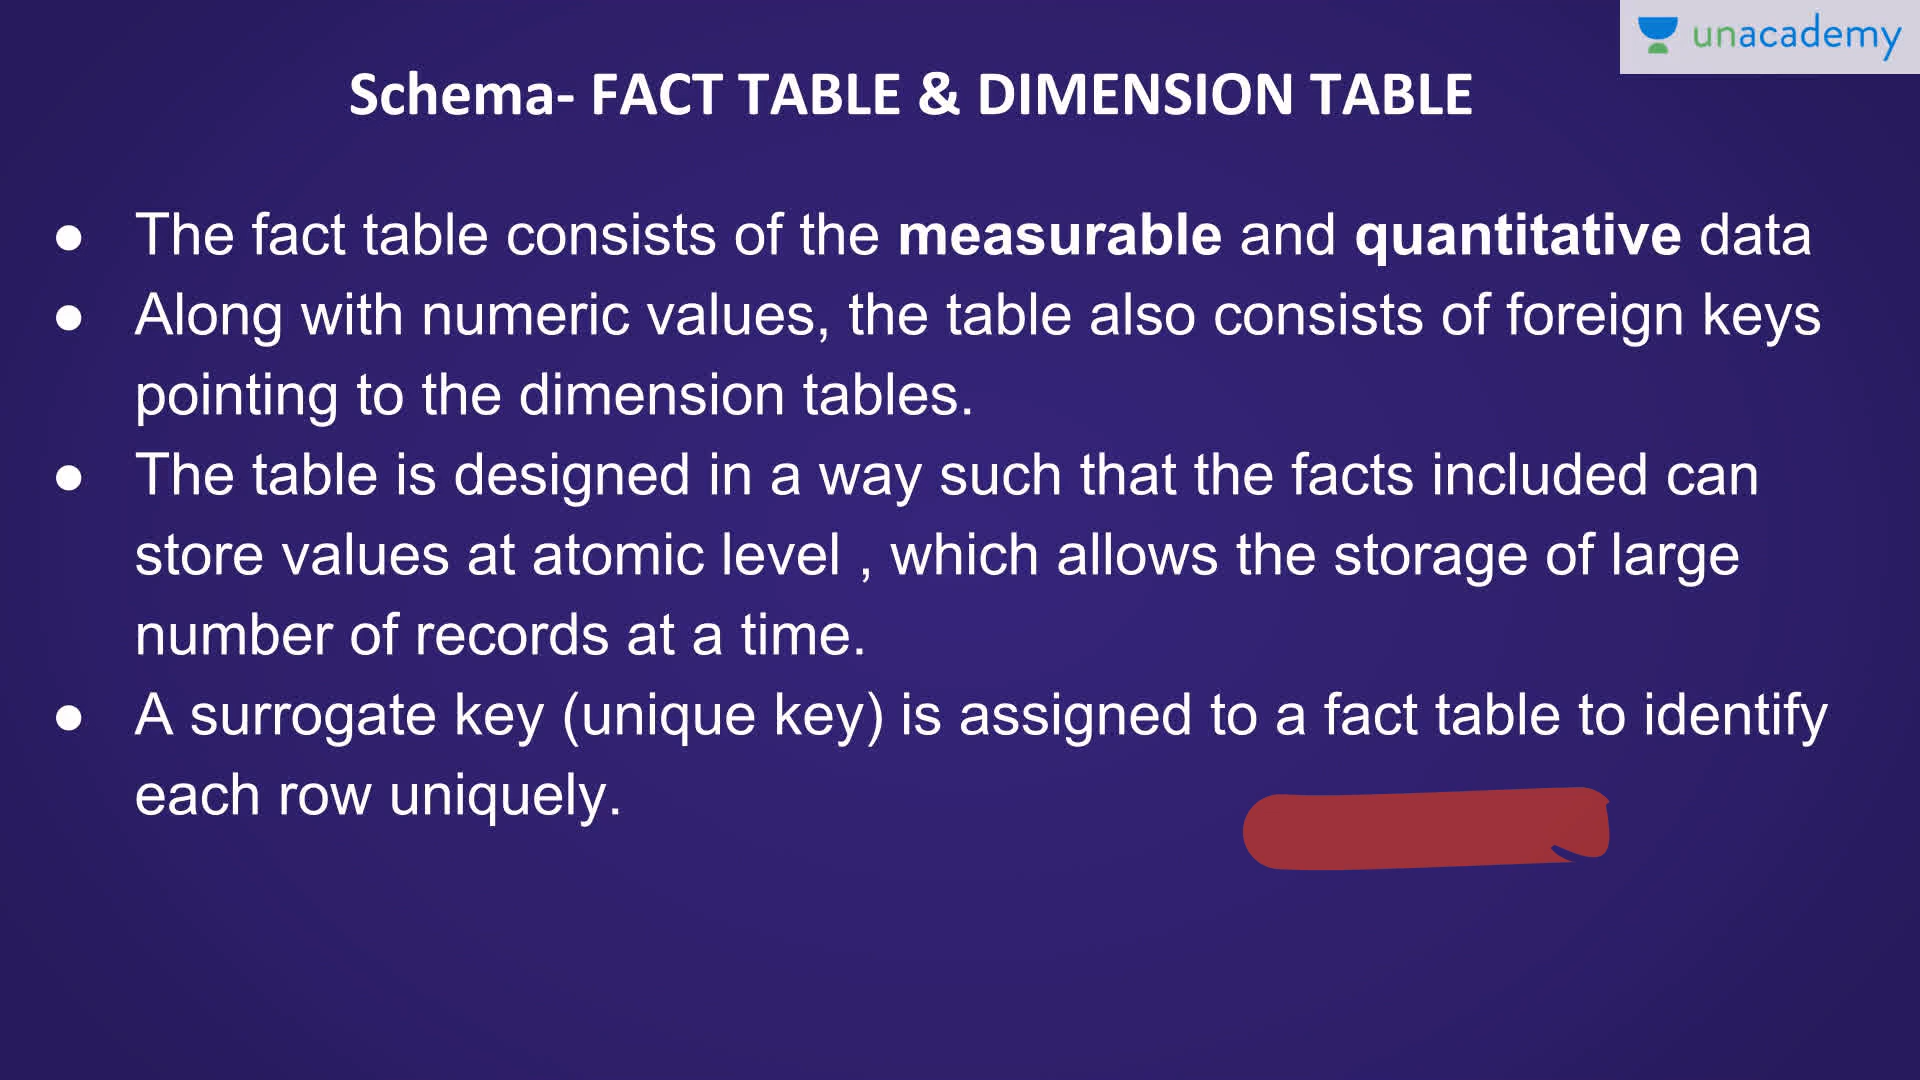 unacademy
Schema- FACT TABLE & DIMENSION TABLE
● The fact table consists of the measurable and quantitative data
● Along with numeric values, the table also consists of foreign keys
pointing to the dimension tables.
● The table is designed in a way such that the facts included can
store values at atomic level , which allows the storage of large
number of records at a time.
● A surrogate key (unique key) is assigned to a fact table to identify
each row uniquely.